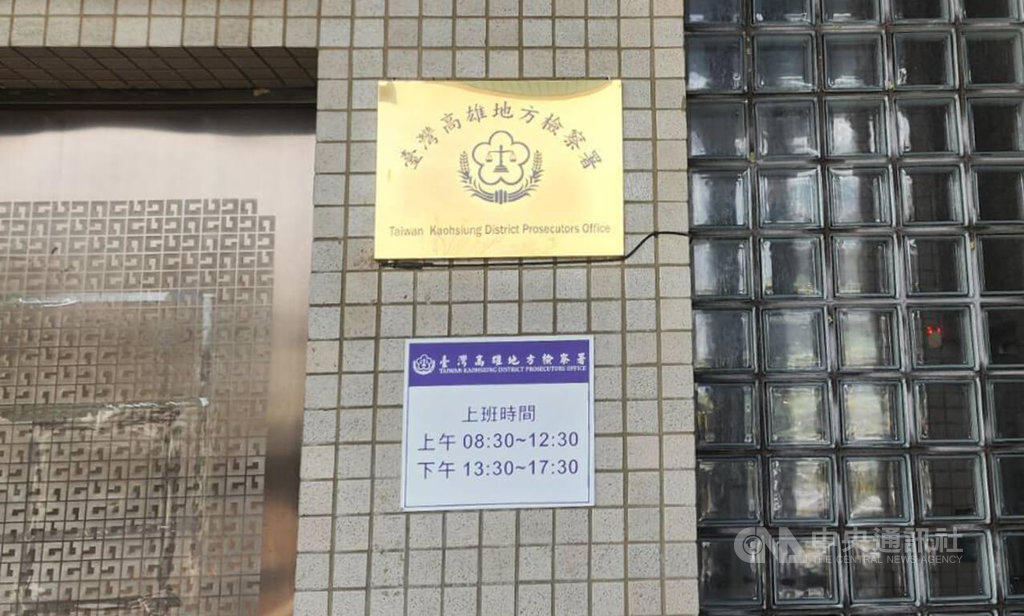 臺灣高雄地方檢察署
Taiwan Kaohsiung District Prosecutors Office
臺灣高雄地方檢察署
TAIWAN KAOHSIUNG DISTRICT PROSECUTORS OFFICE
上班時間
上午 08:30~12:30
下午 13:30~17:30
CNA 中央通訊社
THE CENTRAL NEWS AGENCY